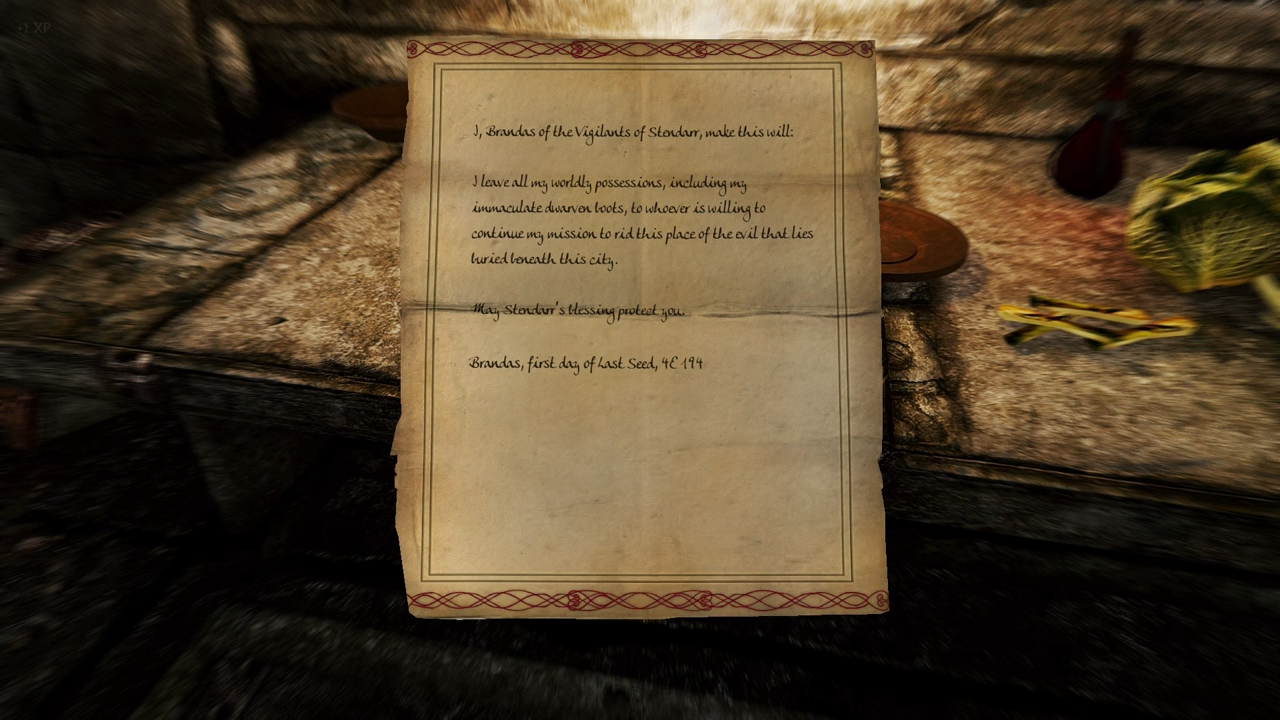 +1 XP
I, Brandas of the Vigilants of Stendarr, make this will:
I leave all my worldly possessions, including my
immaculate dwarven boots, to whoever is willing to
continue my mission to rid this place of the evil that lies
buried beneath this city.
May Stendarr's blessing protect you.
Brandas, first day of Last Seed, 4E 194